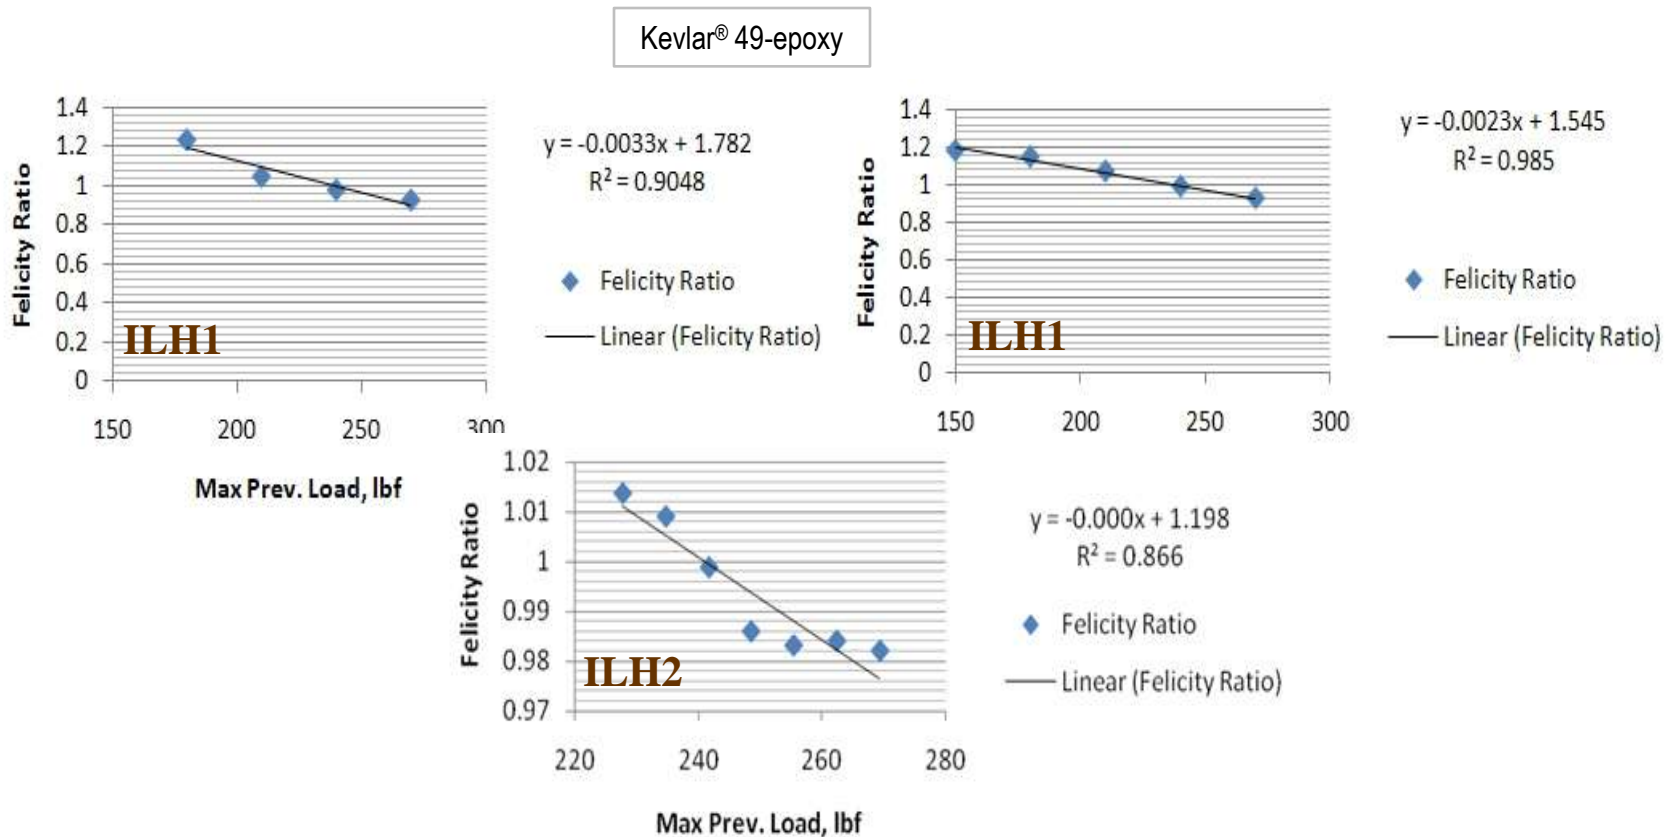 Kevlar® 49-epoxy
1.4
1.2
1
0.8
0.6
0.4
0.2
0
Felicity Ratio
ILH1
150 200 250 300
Max Prev. Load, lbf
y = -0.0033x + 1.782
R² = 0.9048
Felicity Ratio
Linear (Felicity Ratio)
1.4
1.2
1
0.8
0.6
0.4
0.2
0
Felicity Ratio
ILH1
150 200 250 300
y = -0.0023x + 1.545
R² = 0.985
Felicity Ratio
Linear (Felicity Ratio)
1.02
1.01
1
0.99
0.98
0.97
Felicity Ratio
ILH2
220 240 260 280
Max Prev. Load, lbf
y = -0.000x + 1.198
R² = 0.866
Felicity Ratio
Linear (Felicity Ratio)